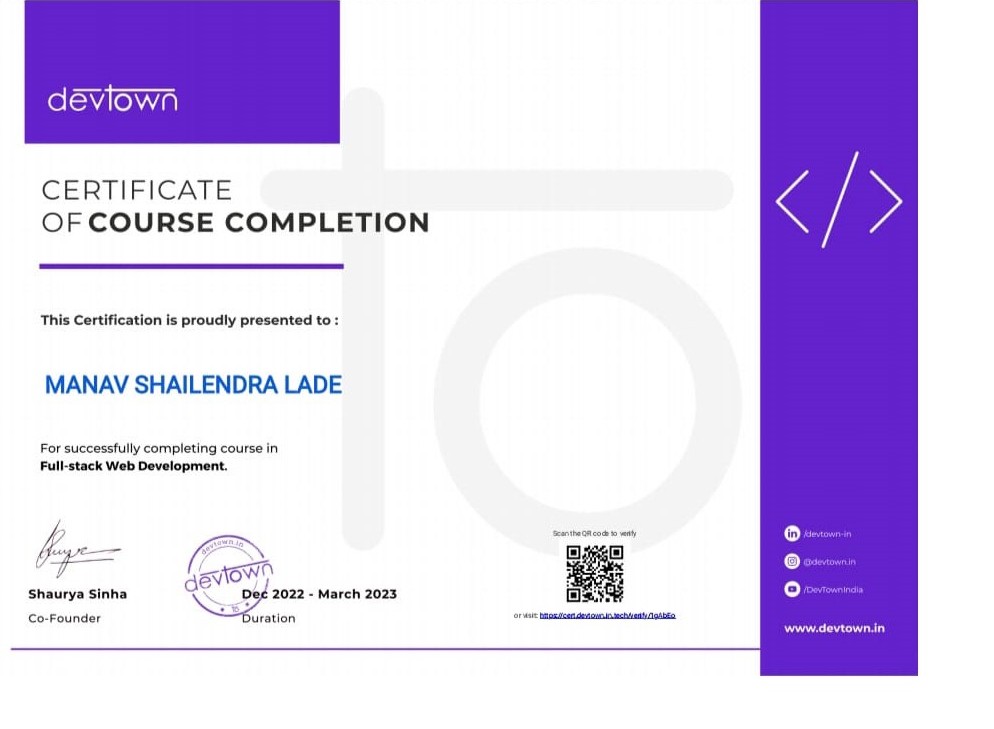 devtown
CERTIFICATE
OF COURSE COMPLETION
</>
This Certification is proudly presented to :
MANAV SHAILENDRA LADE
For successfully completing course in
Full-stack Web Development.
devtown.in
devtown
to
Shaurya Sinha
Co-Founder
Dec 2022 - March 2023
Duration
Scan the QR code to verify
or visit: https://cert.devtown.in.tech/verify/1gAbEo
in /devtown-in
@devtown.in
/DevTownIndia
www.devtown.in